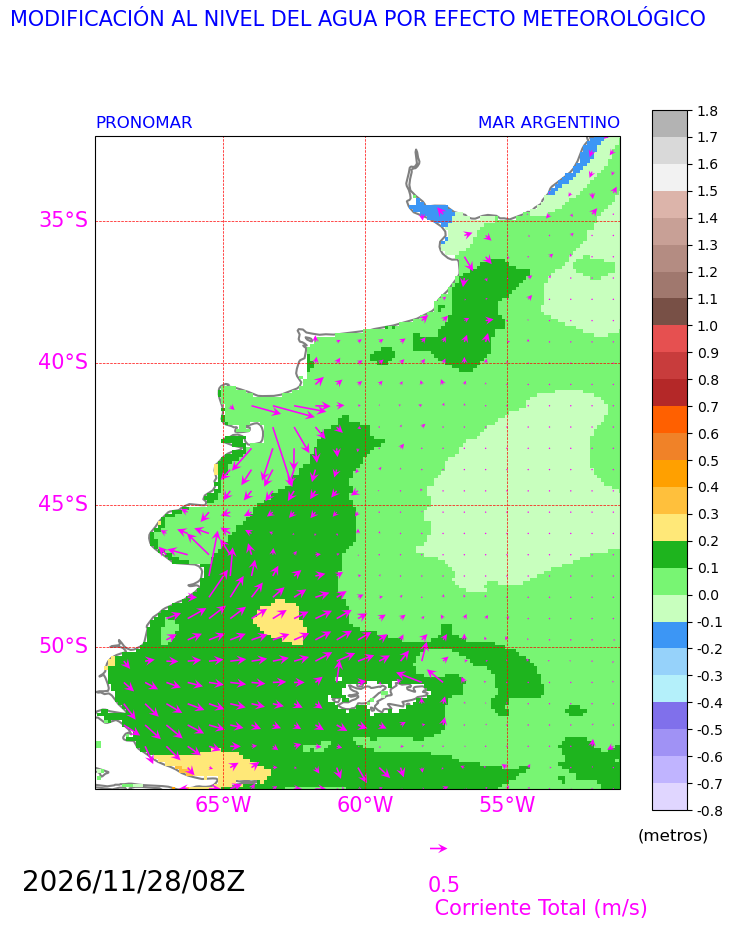 MODIFICACIÓN AL NIVEL DEL AGUA POR EFECTO METEOROLÓGICO
PRONOMAR
MAR ARGENTINO
35°S
40°S
45°S
50°S
65°W
60°W
55°W
1.8
1.7
1.6
1.5
1.4
1.3
1.2
1.1
1.0
0.9
0.8
0.7
0.6
0.5
0.4
0.3
0.2
0.1
0.0
-0.1
-0.2
-0.3
-0.4
-0.5
-0.6
-0.7
-0.8
(metros)
2026/11/28/08Z
0.5
Corriente Total (m/s)